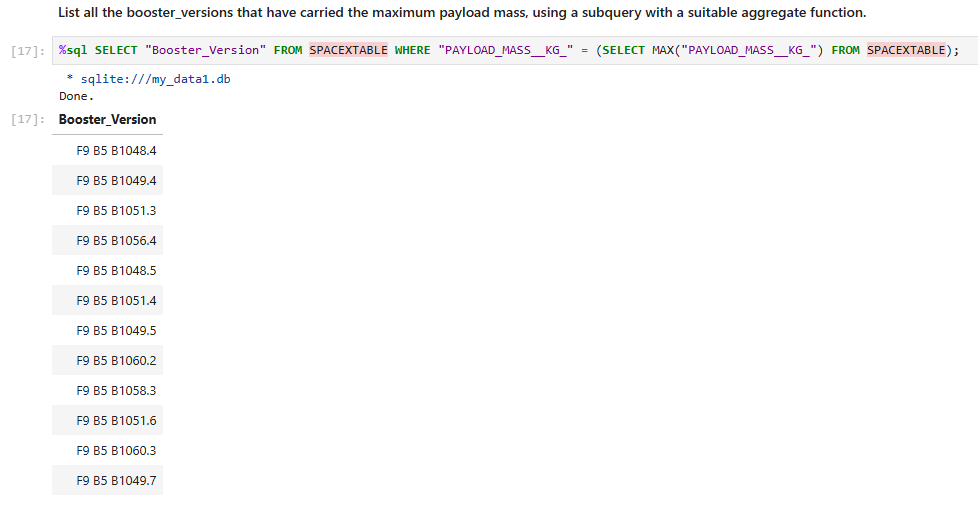 List all the booster_versions that have carried the maximum payload mass, using a subquery with a suitable aggregate function.
[17]: %sql SELECT "Booster_Version" FROM SPACEXTABLE WHERE "PAYLOAD_MASS__KG_" = (SELECT MAX("PAYLOAD_MASS__KG_") FROM SPACEXTABLE);
* sqlite:///my_data1.db
Done.
[17]: Booster_Version
F9 B5 B1048.4
F9 B5 B1049.4
F9 B5 B1051.3
F9 B5 B1056.4
F9 B5 B1048.5
F9 B5 B1051.4
F9 B5 B1049.5
F9 B5 B1060.2
F9 B5 B1058.3
F9 B5 B1051.6
F9 B5 B1060.3
F9 B5 B1049.7